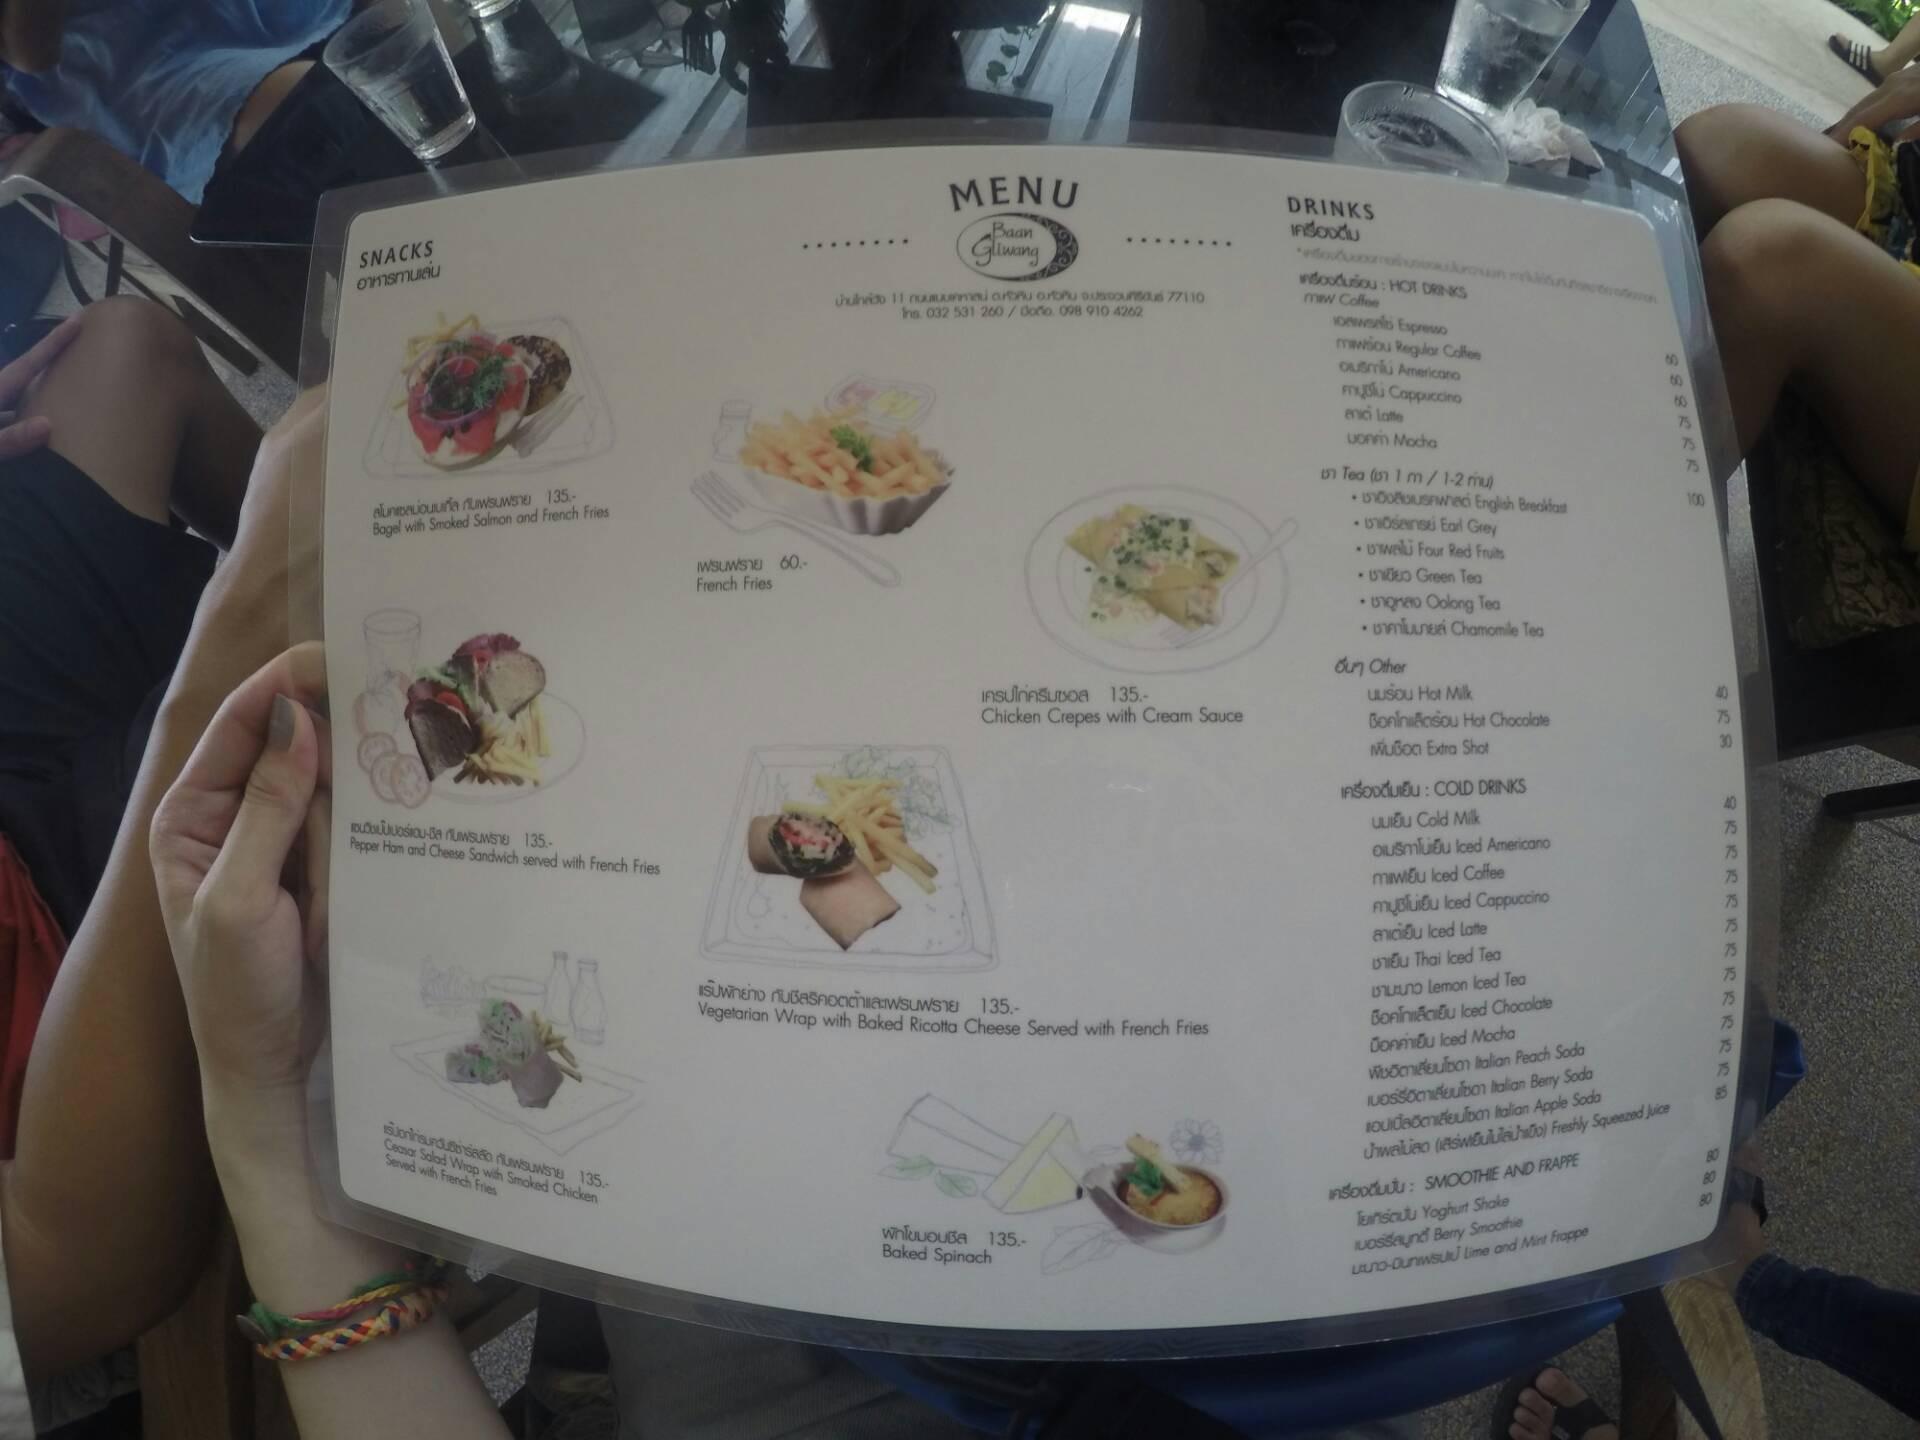 MENU
Baan
Gliwang
บ้านใกล้วัง 11 ถนนแนบเคหาสน์ ต.หัวหิน อ.หัวหิน จ.ประจวบคีรีขันธ์ 77110
โทร. 032 531 260 / มือถือ. 098 910 4262
SNACKS
อาหารทานเล่น
สโมคแซลม่อนเบเกิ้ล กับเฟรนฟราย 135.-
Bagel with Smoked Salmon and French Fries
เฟรนฟราย 60.-
French Fries
เครปไก่ครีมซอส 135.-
Chicken Crepes with Cream Sauce
แซนวิชเป๊ปเปอร์แฮม-ชีส กับเฟรนฟราย 135.-
Pepper Ham and Cheese Sandwich served with French Fries
แร๊ปผักย่าง กับชีสริคอตต้าและเฟรนฟราย 135.-
Vegetarian Wrap with Baked Ricotta Cheese Served with French Fries
แร๊ปอกไก่รมควันซีซ่าร์สลัด กับเฟรนฟราย 135.-
Ceasar Salad Wrap with Smoked Chicken
Served with French Fries
ผักโขมอบชีส 135.-
Baked Spinach
DRINKS
เครื่องดื่ม
เครื่องดื่มร้อน : HOT DRINKS
กาแฟ Coffee
เอสเพรสโซ่ Espresso 60
กาแฟร้อน Regular Coffee 60
อเมริกาโน่ Americano 60
คาปูชิโน่ Cappuccino 75
ลาเต้ Latte 75
มอคค่า Mocha 75
ชา Tea (ชา 1 กา / 1-2 ท่าน) 100
• ชาอิงลิชเบรคฟาสต์ English Breakfast
• ชาเอิร์ลเกรย์ Earl Grey
• ชาผลไม้ Four Red Fruits
• ชาเขียว Green Tea
• ชาอูหลง Oolong Tea
• ชาคาโมมายล์ Chamomile Tea
อื่นๆ Other
นมร้อน Hot Milk 40
ช็อคโกแล็ตร้อน Hot Chocolate 75
เพิ่มช็อต Extra Shot 30
เครื่องดื่มเย็น : COLD DRINKS
นมเย็น Cold Milk 40
อเมริกาโน่เย็น Iced Americano 75
กาแฟเย็น Iced Coffee 75
คาปูชิโน่เย็น Iced Cappuccino 75
ลาเต้เย็น Iced Latte 75
ชาเย็น Thai Iced Tea 75
ชามะนาว Lemon Iced Tea 75
ช็อคโกแล็ตเย็น Iced Chocolate 75
ม็อคค่าเย็น Iced Mocha 75
พีชอิตาเลี่ยนโซดา Italian Peach Soda 75
เบอร์รี่อิตาเลี่ยนโซดา Italian Berry Soda 75
แอปเปิ้ลอิตาเลี่ยนโซดา Italian Apple Soda 75
น้ำผลไม้สด (เสิร์ฟเย็นไม่ใส่น้ำแข็ง) Freshly Squeezed Juice 85
เครื่องดื่มปั่น : SMOOTHIE AND FRAPPE
โยเกิร์ตปั่น Yoghurt Shake 80
เบอร์รี่สมูทตี้ Berry Smoothie 80
มะนาว-มินทเฟรปเป้ Lime and Mint Frappe 80